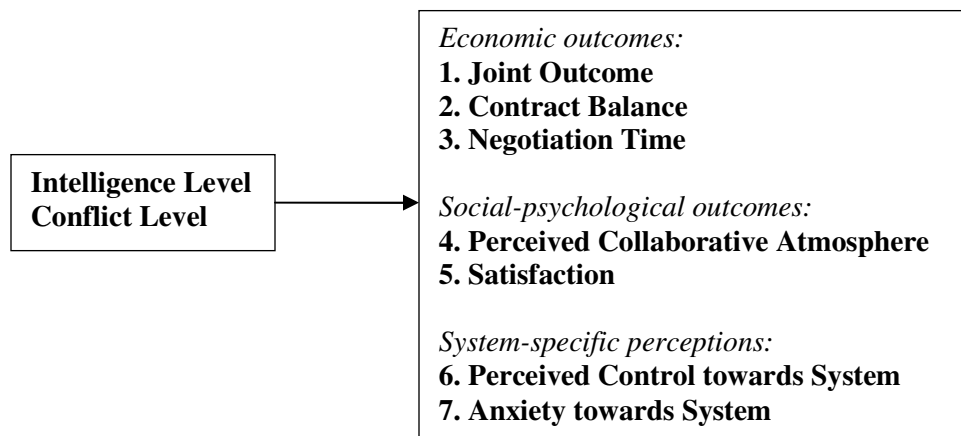 Intelligence Level
Conflict Level
Economic outcomes:
1. Joint Outcome
2. Contract Balance
3. Negotiation Time
Social-psychological outcomes:
4. Perceived Collaborative Atmosphere
5. Satisfaction
System-specific perceptions:
6. Perceived Control towards System
7. Anxiety towards System